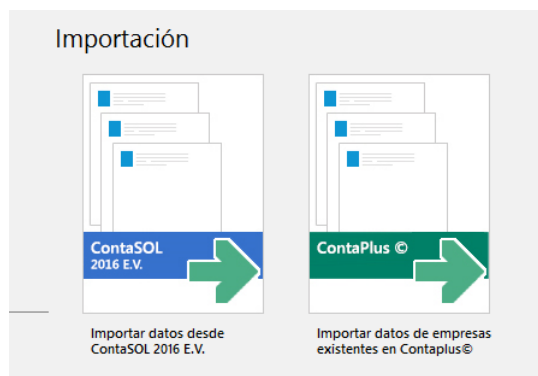 Importación
ContaSOL
2016 E.V.
ContaPlus ©
Importar datos desde
ContaSOL 2016 E.V.
Importar datos de empresas
existentes en Contaplus©